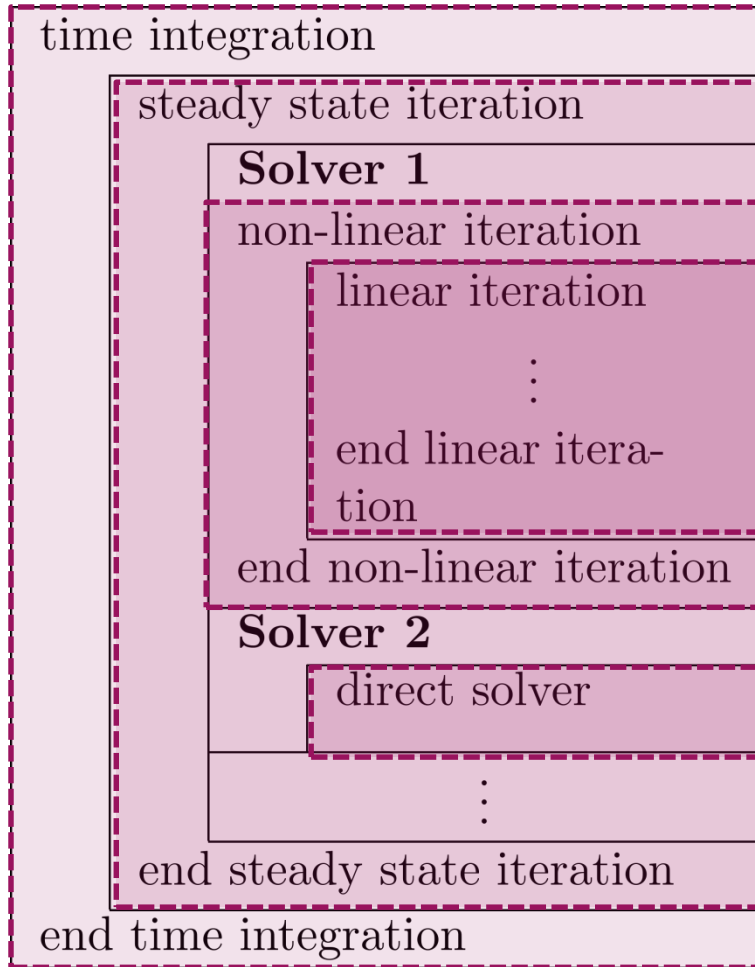 time integration
steady state iteration
Solver 1
non-linear iteration
linear iteration
⋮
end linear itera-
tion
end non-linear iteration
Solver 2
direct solver
⋮
end steady state iteration
end time integration